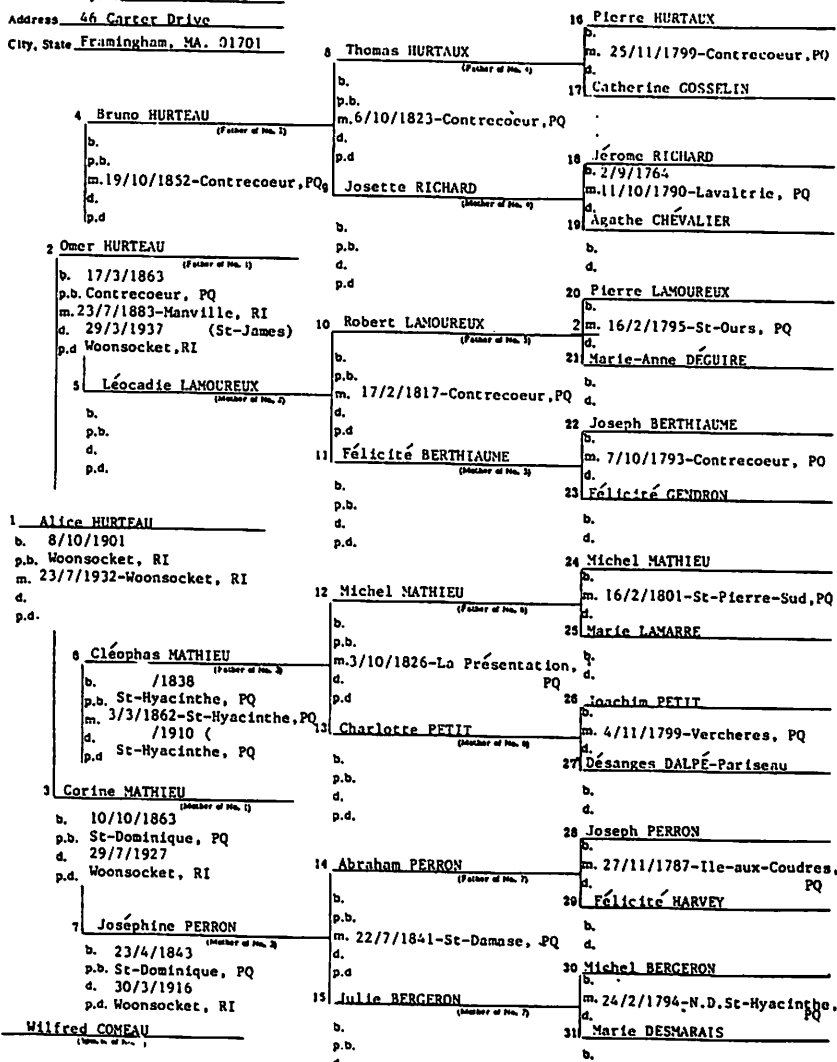 Address 46 Carter Drive
City, State Framingham, MA. 01701
4 Bruno HURTEAU
(Father of No. 2)
b.
p.b.
m. 19/10/1852-Contrecoeur, PQ
d.
p.d
2 Omer HURTEAU
(Father of No. 1)
b. 17/3/1863
p.b. Contrecoeur, PQ
m. 23/7/1883-Manville, RI
d. 29/3/1937 (St-James)
p.d Woonsocket, RI
5 Léocadie LAMOUREUX
(Mother of No. 2)
b.
p.b.
d.
p.d.
1 Alice HURTEAU
b. 8/10/1901
p.b. Woonsocket, RI
m. 23/7/1932-Woonsocket, RI
d.
p.d.
6 Cléophas MATHIEU
(Father of No. 3)
b. /1838
p.b. St-Hyacinthe, PQ
m. 3/3/1862-St-Hyacinthe, PQ
d. /1910 (
p.d St-Hyacinthe, PQ
3 Corine MATHIEU
(Mother of No. 1)
b. 10/10/1863
p.b. St-Dominique, PQ
d. 29/7/1927
p.d. Woonsocket, RI
7 Joséphine PERRON
(Mother of No. 3)
b. 23/4/1843
p.b. St-Dominique, PQ
d. 30/3/1916
p.d. Woonsocket, RI
Wilfred COMEAU
8 Thomas HURTAUX
(Father of No. 4)
b.
p.b.
m. 6/10/1823-Contrecoeur, PQ
d.
p.d
9 Josette RICHARD
(Mother of No. 4)
b.
p.b.
d.
p.d
10 Robert LAMOUREUX
(Father of No. 5)
b.
p.b.
m. 17/2/1817-Contrecoeur, PQ
d.
p.d
11 Félicité BERTHIAUME
(Mother of No. 5)
b.
p.b.
d.
p.d.
12 Michel MATHIEU
(Father of No. 6)
b.
p.b.
m. 3/10/1826-La Présentation,
PQ
d.
p.d
13 Charlotte PETIT
(Mother of No. 6)
b.
p.b.
d.
p.d.
14 Abraham PERRON
(Father of No. 7)
b.
p.b.
m. 22/7/1841-St-Damase, PQ
d.
p.d
15 Julie BERGERON
(Mother of No. 7)
b.
p.b.
d
16 Pierre HURTAUX
b.
m. 25/11/1799-Contrecoeur, PQ
d.
17 Catherine GOSSELIN
18 Jérome RICHARD
b. 2/9/1764
m. 11/10/1790-Lavaltrie, PQ
d.
19 Agathe CHÉVALIER
b.
d.
20 Pierre LAMOUREUX
b.
2 m. 16/2/1795-St-Ours, PQ
d.
21 Marie-Anne DÉGUIRE
b.
d.
22 Joseph BERTHIAUME
b.
m. 7/10/1793-Contrecoeur, PQ
d.
23 Félicité GENDRON
b.
d.
24 Michel MATHIEU
b.
m. 16/2/1801-St-Pierre-Sud, PQ
d.
25 Marie LAMARRE
b.
d.
26 Joachim PETIT
b.
m. 4/11/1799-Vercheres, PQ
d.
27 Désanges DALPÉ-Pariseau
b.
d.
28 Joseph PERRON
b.
m. 27/11/1787-Ile-aux-Coudres,
PQ
d.
29 Félicité HARVEY
b.
d.
30 Michel BERGERON
b.
m. 24/2/1794-N.D.St-Hyacinthe,
PQ
d.
31 Marie DESMARAIS
b.